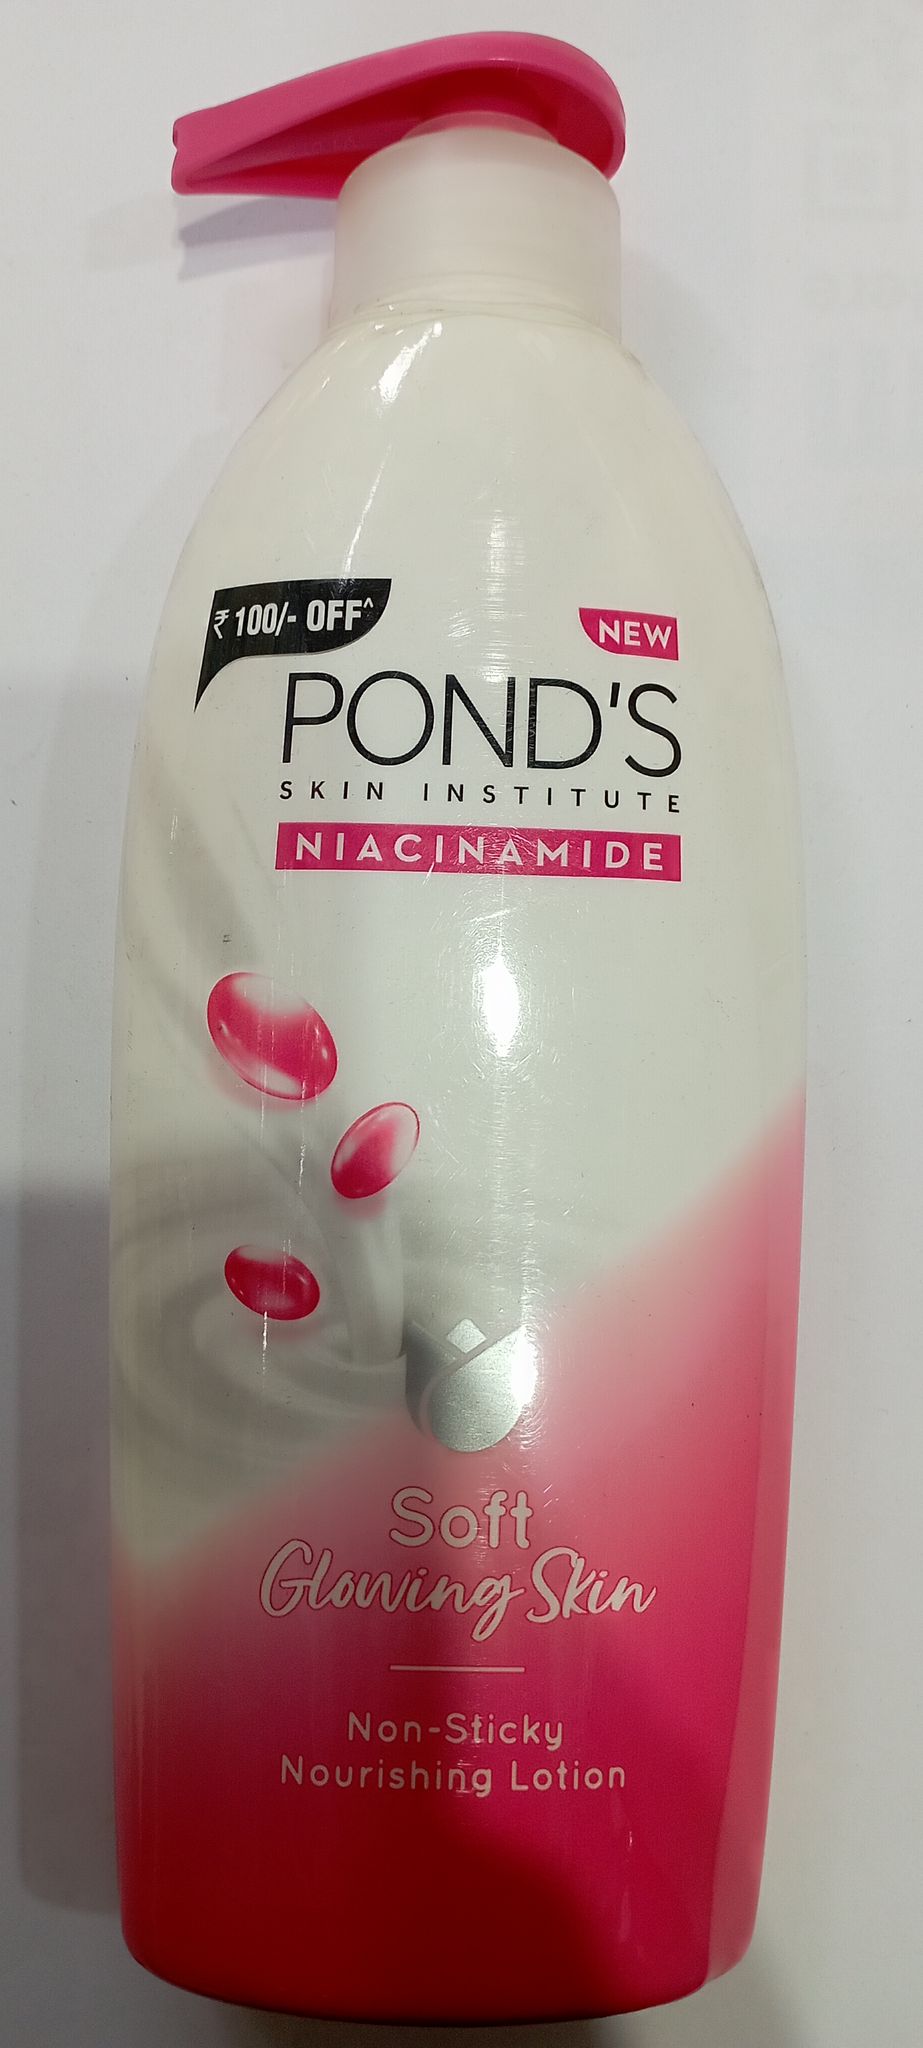 ₹ 100/- OFF^
NEW
POND'S
SKIN INSTITUTE
NIACINAMIDE
Soft
Glowing Skin
Non-Sticky
Nourishing Lotion